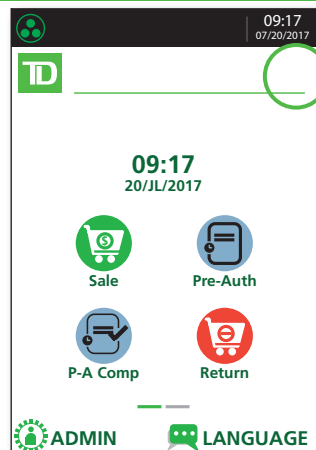 09:17
07/20/2017
TD
09:17
20/JL/2017
Sale Pre-Auth
P-A Comp Return
ADMIN LANGUAGE